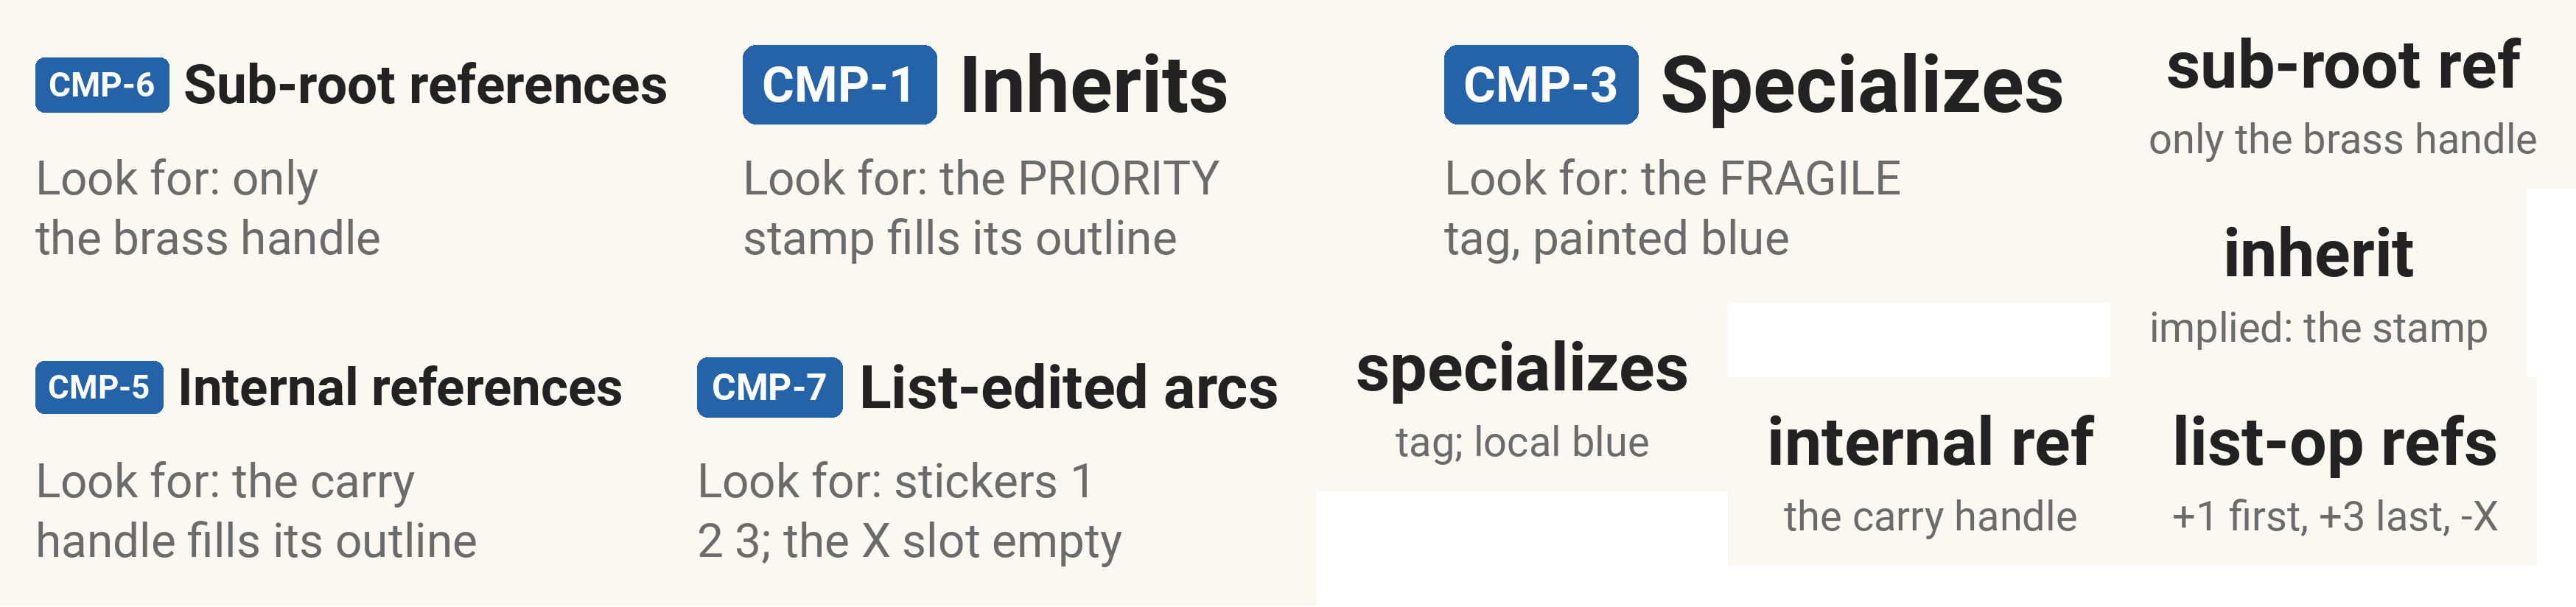 CMP-6 Sub-root references
Look for: only
the brass handle
CMP-1 Inherits
Look for: the PRIORITY
stamp fills its outline
CMP-3 Specializes
Look for: the FRAGILE
tag, painted blue
sub-root ref
only the brass handle
inherit
implied: the stamp
CMP-5 Internal references
Look for: the carry
handle fills its outline
CMP-7 List-edited arcs
Look for: stickers 1
2 3; the X slot empty
specializes
tag; local blue
internal ref
the carry handle
list-op refs
+1 first, +3 last, -X